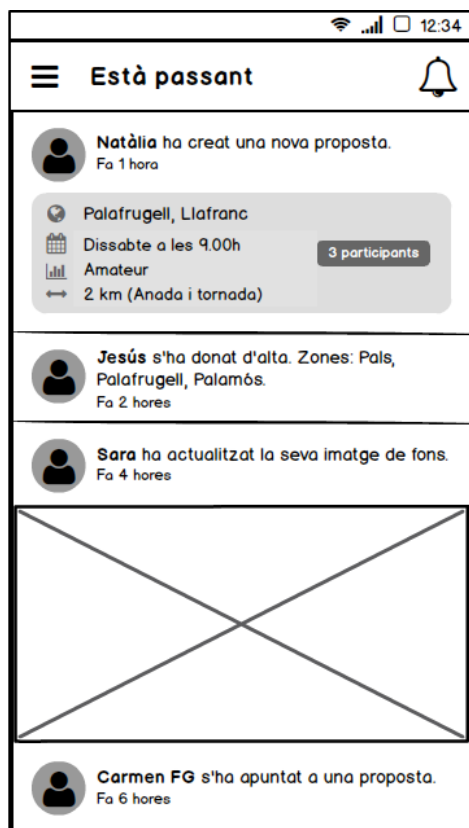 12:34
Està passant
Natàlia ha creat una nova proposta.
Fa 1 hora
Palafrugell, Llafranc
Dissabte a les 9.00h
3 participants
Amateur
2 km (Anada i tornada)
Jesús s'ha donat d'alta. Zones: Pals,
Palafrugell, Palamós.
Fa 2 hores
Sara ha actualitzat la seva imatge de fons.
Fa 4 hores
Carmen FG s'ha apuntat a una proposta.
Fa 6 hores